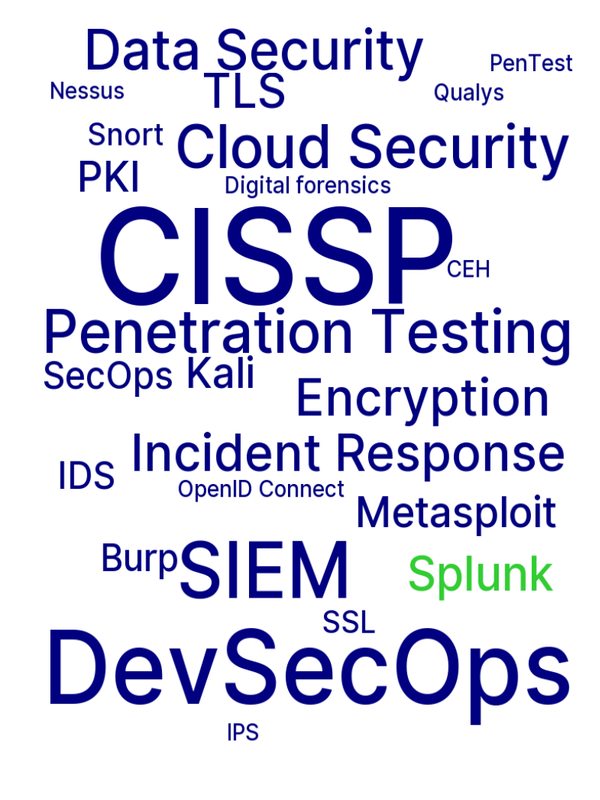 Data Security
PenTest
Nessus
TLS
Qualys
Snort
Cloud Security
PKI
Digital forensics
CISSP
CEH
Penetration Testing
SecOps
Kali
Encryption
Incident Response
IDS
OpenID Connect
Metasploit
Burp
SIEM
Splunk
SSL
DevSecOps
IPS